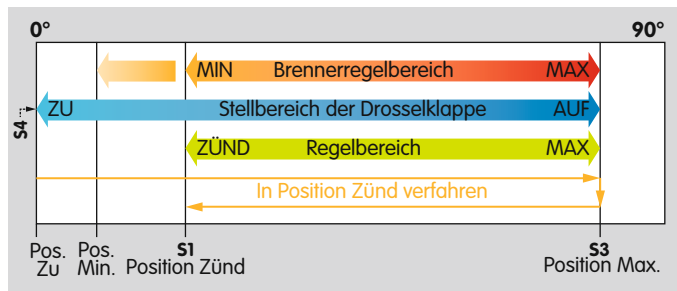 0° 90°
MIN Brennerregelbereich MAX
S4 ZU Stellbereich der Drosselklappe AUF
ZÜND Regelbereich MAX
In Position Zünd verfahren
Pos. Zu
Pos. Min.
S1
Position Zünd
S3
Position Max.